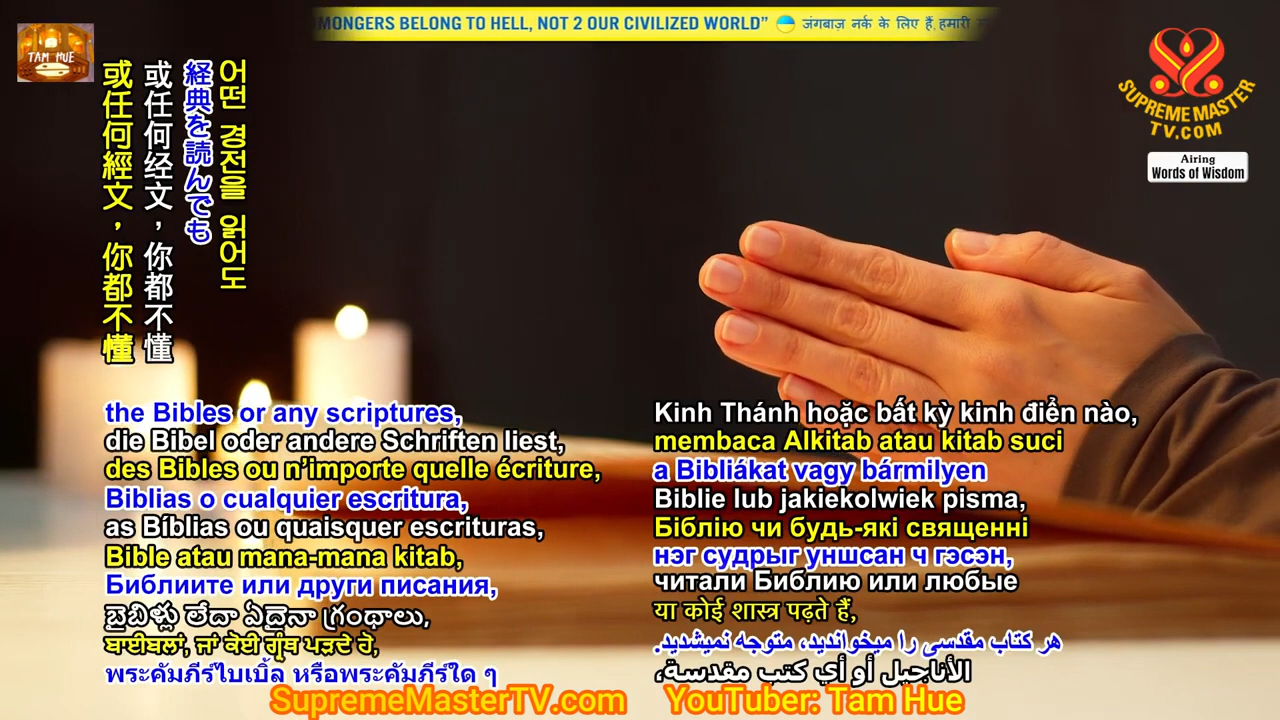 MONGERS BELONG TO HELL, NOT 2 OUR CIVILIZED WORLD” जंगबाज़ नर्क के लिए हैं, हमारी
TAM HUE
SUPREME MASTER
TV.COM
Airing
Words of Wisdom
어떤 경전을 읽어도
経典を読んでも
或任何经文，你都不懂
或任何經文，你都不懂
the Bibles or any scriptures,
die Bibel oder andere Schriften liest,
des Bibles ou n’importe quelle écriture,
Biblias o cualquier escritura,
as Bíblias ou quaisquer escrituras,
Bible atau mana-mana kitab,
Библиите или други писания,
బైబిళ్లు లేదా ఏదైనా గ్రంథాలు,
ਬਾਈਬਲਾਂ, ਜਾਂ ਕੋਈ ਗ੍ਰੰਥ ਪੜਦੇ ਹੋ,
พระคัมภีร์ไบเบิ้ล หรือพระคัมภีร์ใด ๆ
Kinh Thánh hoặc bất kỳ kinh điển nào,
membaca Alkitab atau kitab suci
a Bibliákat vagy bármilyen
Biblie lub jakiekolwiek pisma,
Біблію чи будь-які священні
нэг судрыг уншсан ч гэсэн,
читали Библию или любые
या कोई शास्त्र पढ़ते हैं,
هر کتاب مقدسی را میخواندید، متوجه نمیشدید.
الأناجيل أو أي كتب مقدسة،
SupremeMasterTV.com
YouTuber: Tam Hue